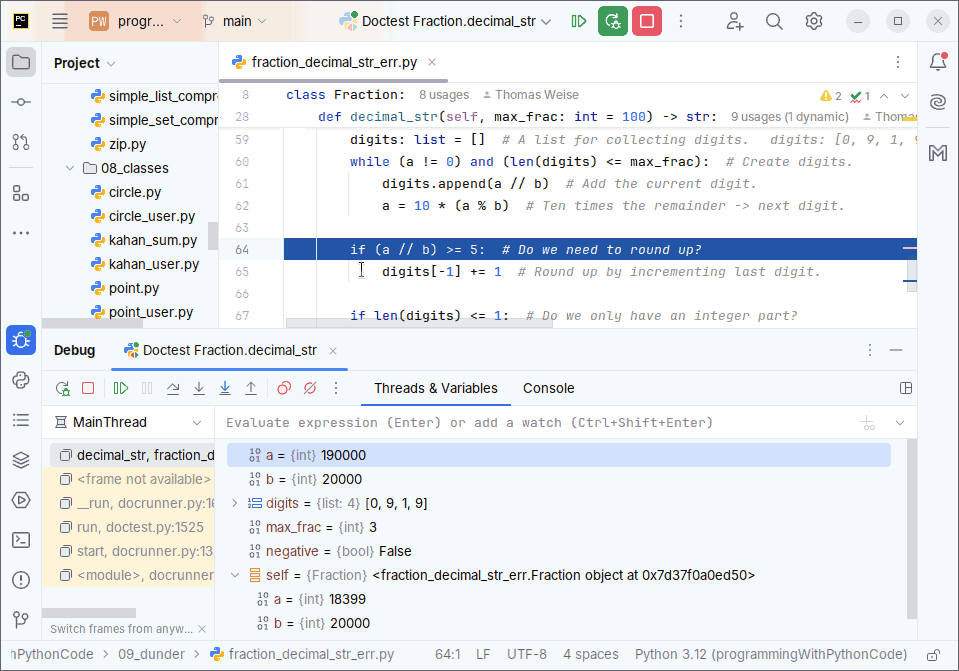 PC
PW progr... main Doctest Fraction.decimal_str
Project
fraction_decimal_str_err.py
simple_list_compre
simple_set_compr
zip.py
08_classes
circle.py
circle_user.py
kahan_sum.py
kahan_user.py
point.py
point_user.py
8 class Fraction: 8 usages Thomas Weise 2 1
28 def decimal_str(self, max_frac: int = 100) -> str: 9 usages (1 dynamic) Thomas
59 digits: list = [] # A list for collecting digits. digits: [0, 9, 1, 9
60 while (a != 0) and (len(digits) <= max_frac): # Create digits.
61 digits.append(a // b) # Add the current digit.
62 a = 10 * (a % b) # Ten times the remainder -> next digit.
63
64 if (a // b) >= 5: # Do we need to round up?
65 digits[-1] += 1 # Round up by incrementing last digit.
66
67 if len(digits) <= 1: # Do we only have an integer part?
Debug Doctest Fraction.decimal_str
Threads & Variables Console
MainThread
Evaluate expression (Enter) or add a watch (Ctrl+Shift+Enter)
decimal_str, fraction_d
<frame not available>
__run, docrunner.py:16
run, doctest.py:1525
start, docrunner.py:13
<module>, docrunner
Switch frames from anyw...
a = {int} 190000
b = {int} 20000
digits = {list: 4} [0, 9, 1, 9]
max_frac = {int} 3
negative = {bool} False
self = {Fraction} <fraction_decimal_str_err.Fraction object at 0x7d37f0a0ed50>
a = {int} 18399
b = {int} 20000
hPythonCode > 09_dunder > fraction_decimal_str_err.py 64:1 LF UTF-8 4 spaces Python 3.12 (programmingWithPythonCode)